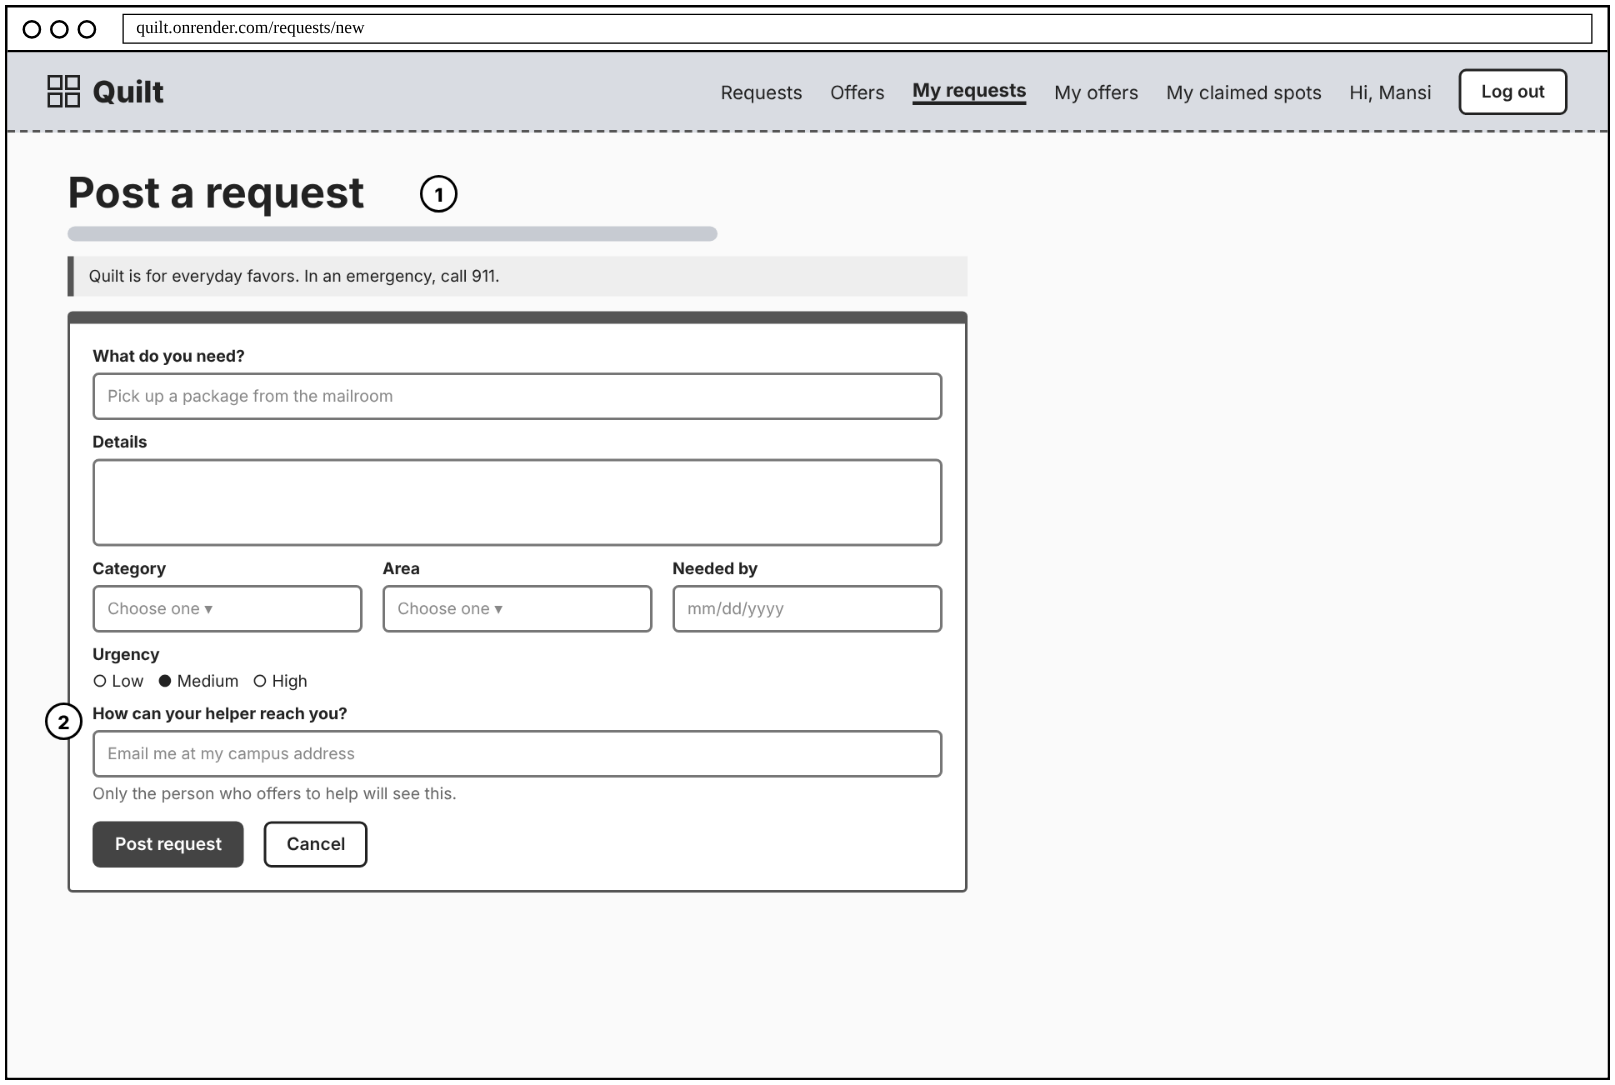 quilt.onrender.com/requests/new
Quilt
Requests Offers My requests My offers My claimed spots Hi, Mansi Log out
Post a request 1
Quilt is for everyday favors. In an emergency, call 911.
What do you need?
Pick up a package from the mailroom
Details
Category Area Needed by
Choose one ▾ Choose one ▾ mm/dd/yyyy
Urgency
Low Medium High
2 How can your helper reach you?
Email me at my campus address
Only the person who offers to help will see this.
Post request Cancel